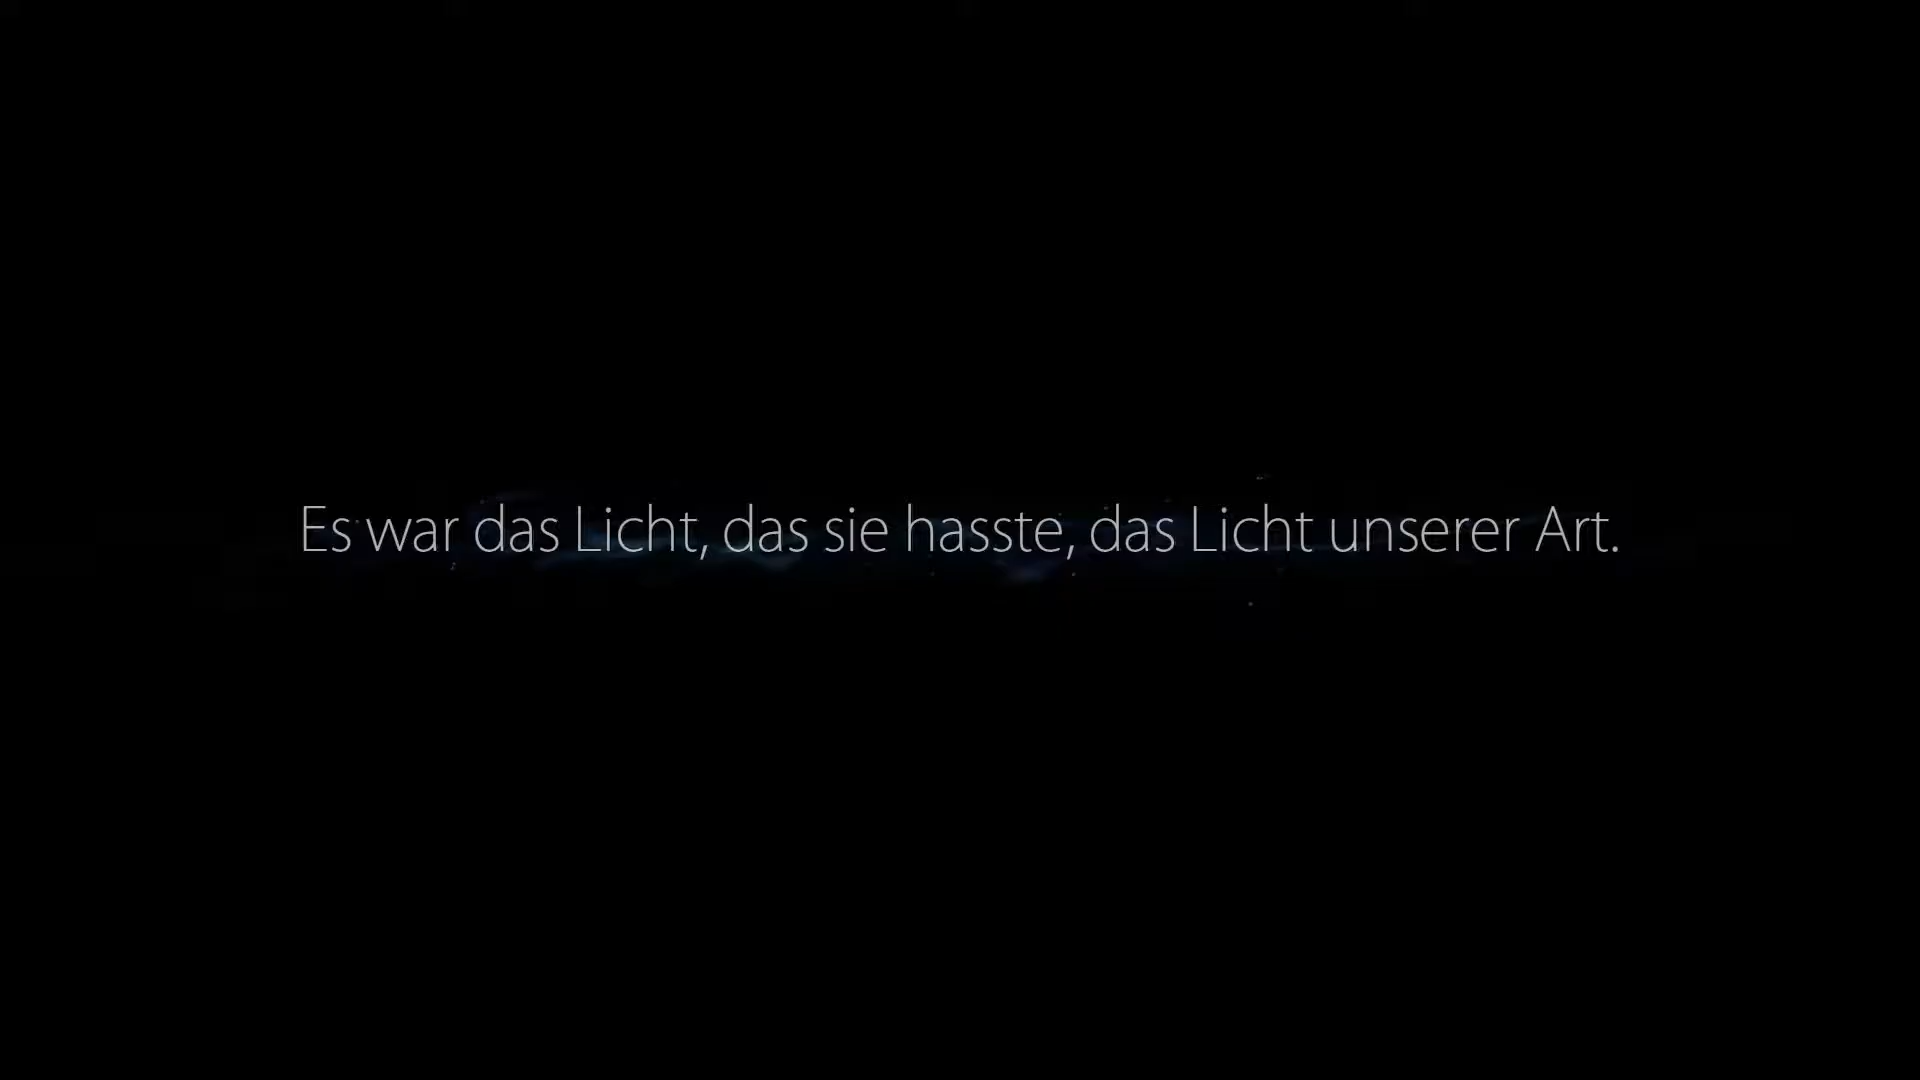 Es war das Licht, das sie hasste, das Licht unserer Art.